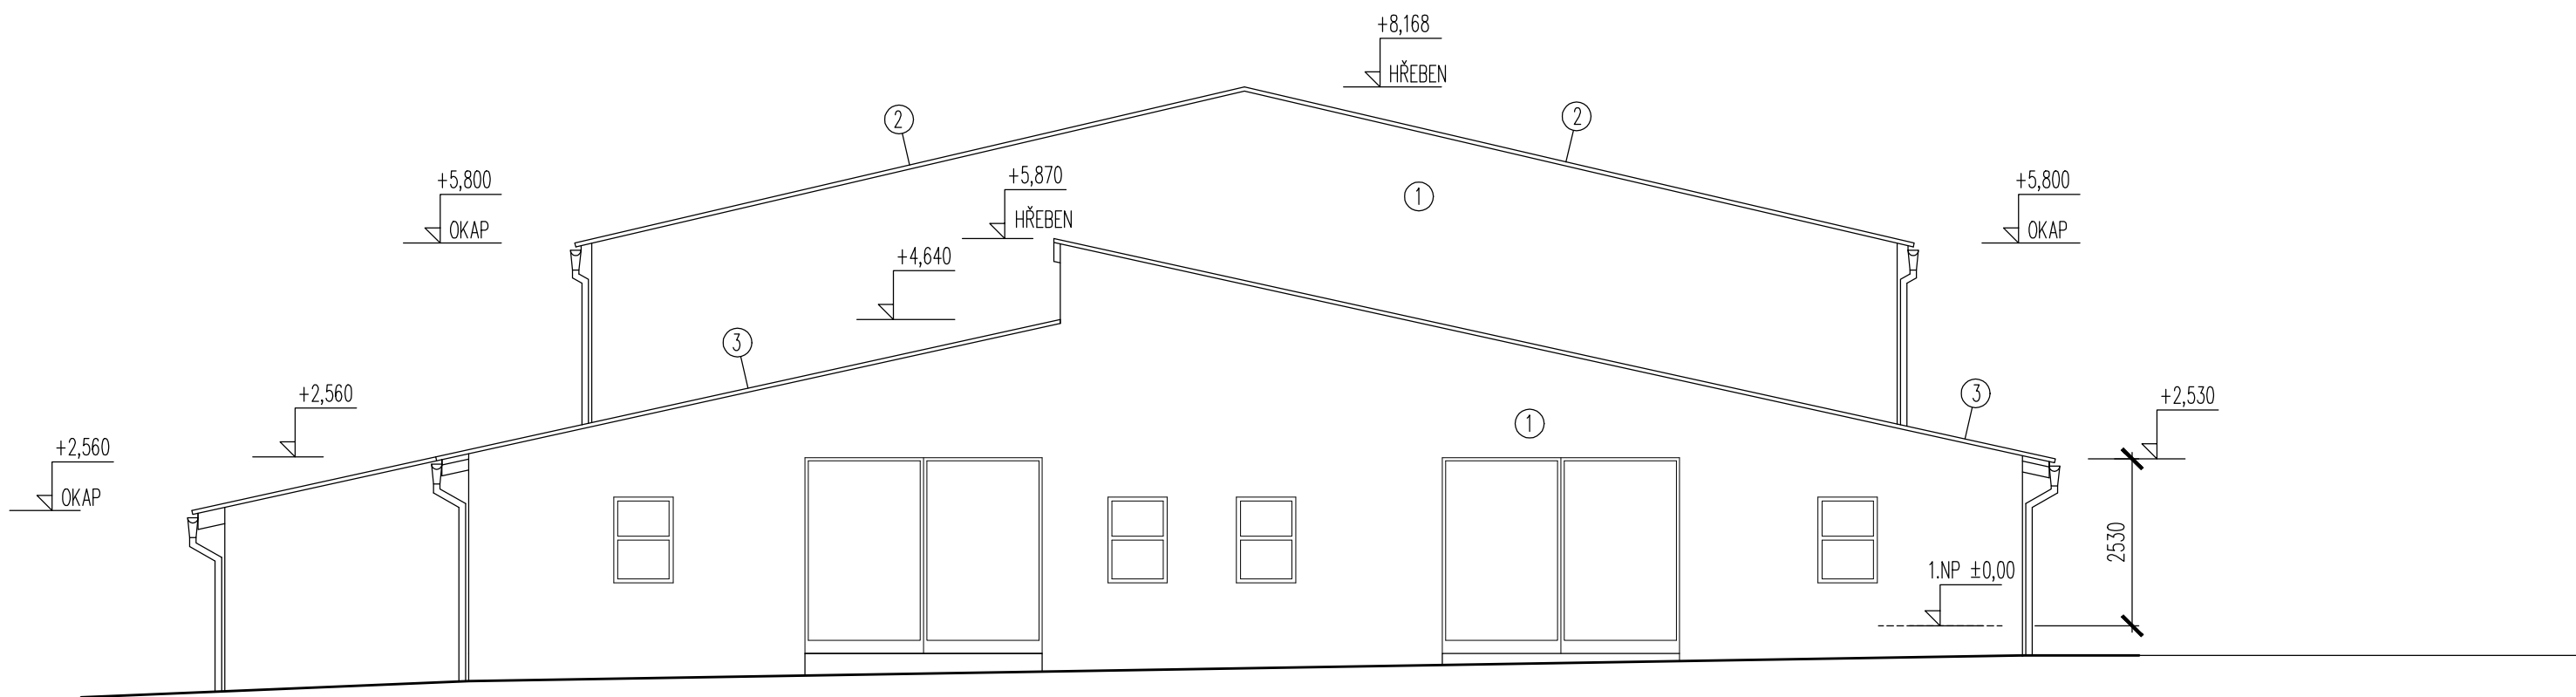 +8,168
HŘEBEN
2
2
+5,800
OKAP
+5,870
HŘEBEN
1
+5,800
OKAP
+4,640
3
+2,560
3
+2,530
1
+2,560
OKAP
2530
1.NP ±0,00